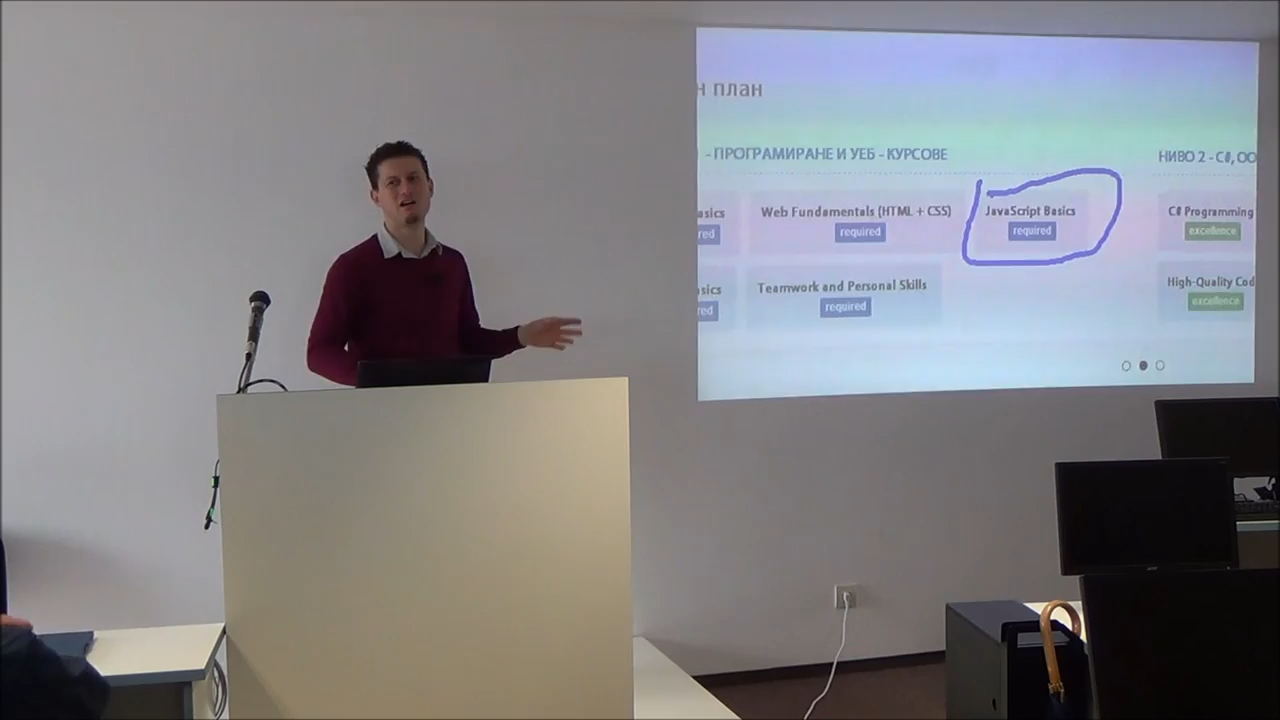 н план
- ПРОГРАМИРАНЕ И УЕБ - КУРСОВЕ
НИВО 2 - C#, OO
asics
red
Web Fundamentals (HTML + CSS)
required
JavaScript Basics
required
C# Programming
excellence
asics
red
Teamwork and Personal Skills
required
High-Quality Cod
excellence